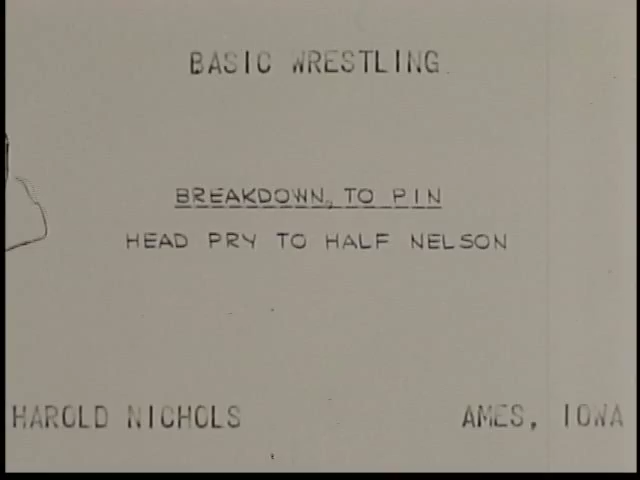 BASIC WRESTLING
BREAKDOWN, TO PIN
HEAD PRY TO HALF NELSON
HAROLD NICHOLS
AMES, IOWA